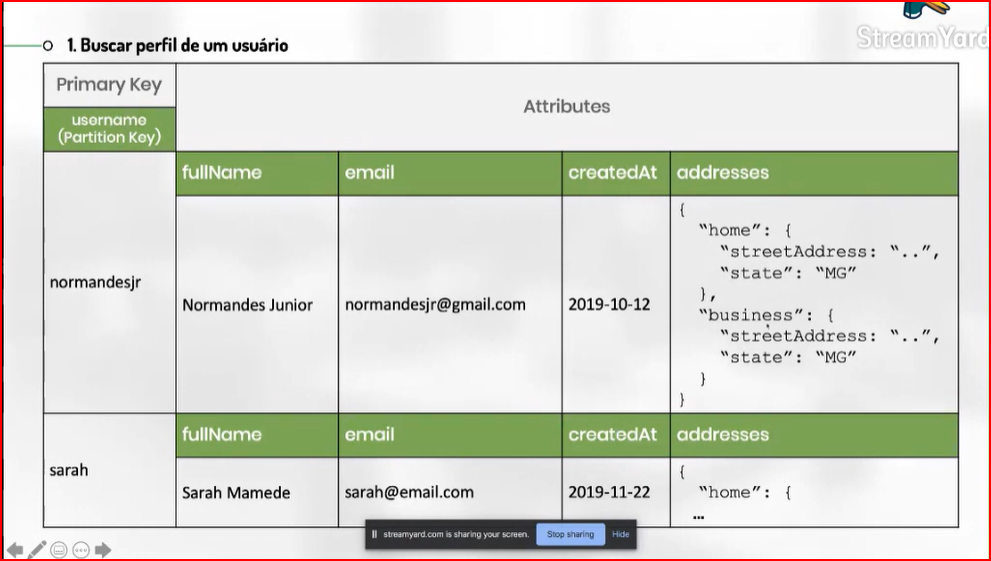 StreamYard
1. Buscar perfil de um usuário
Primary Key
Attributes
username
(Partition Key)
fullName email createdAt addresses
normandesjr
Normandes Junior normandesjr@gmail.com 2019-10-12
{
“home”: {
“streetAddress: “..”,
“state”: “MG”
},
“business”: {
“streetAddress: “..”,
“state”: “MG”
}
}
fullName email createdAt addresses
sarah
Sarah Mamede sarah@email.com 2019-11-22
{
“home”: {
…
streamyard.com is sharing your screen. Stop sharing Hide